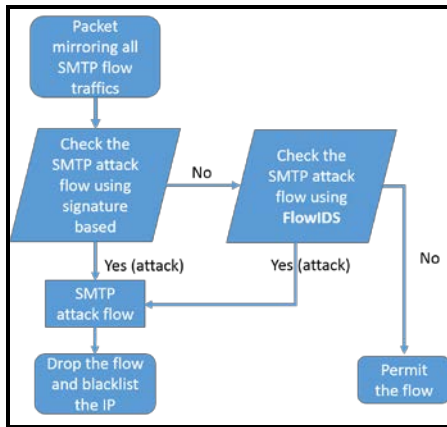 Packet
mirroring all
SMTP flow
traffics
Check the
SMTP attack
flow using
signature
based
No
Check the
SMTP attack
flow using
FlowIDS
Yes (attack)
Yes (attack)
No
SMTP
attack flow
Drop the flow
and blacklist
the IP
Permit
the flow